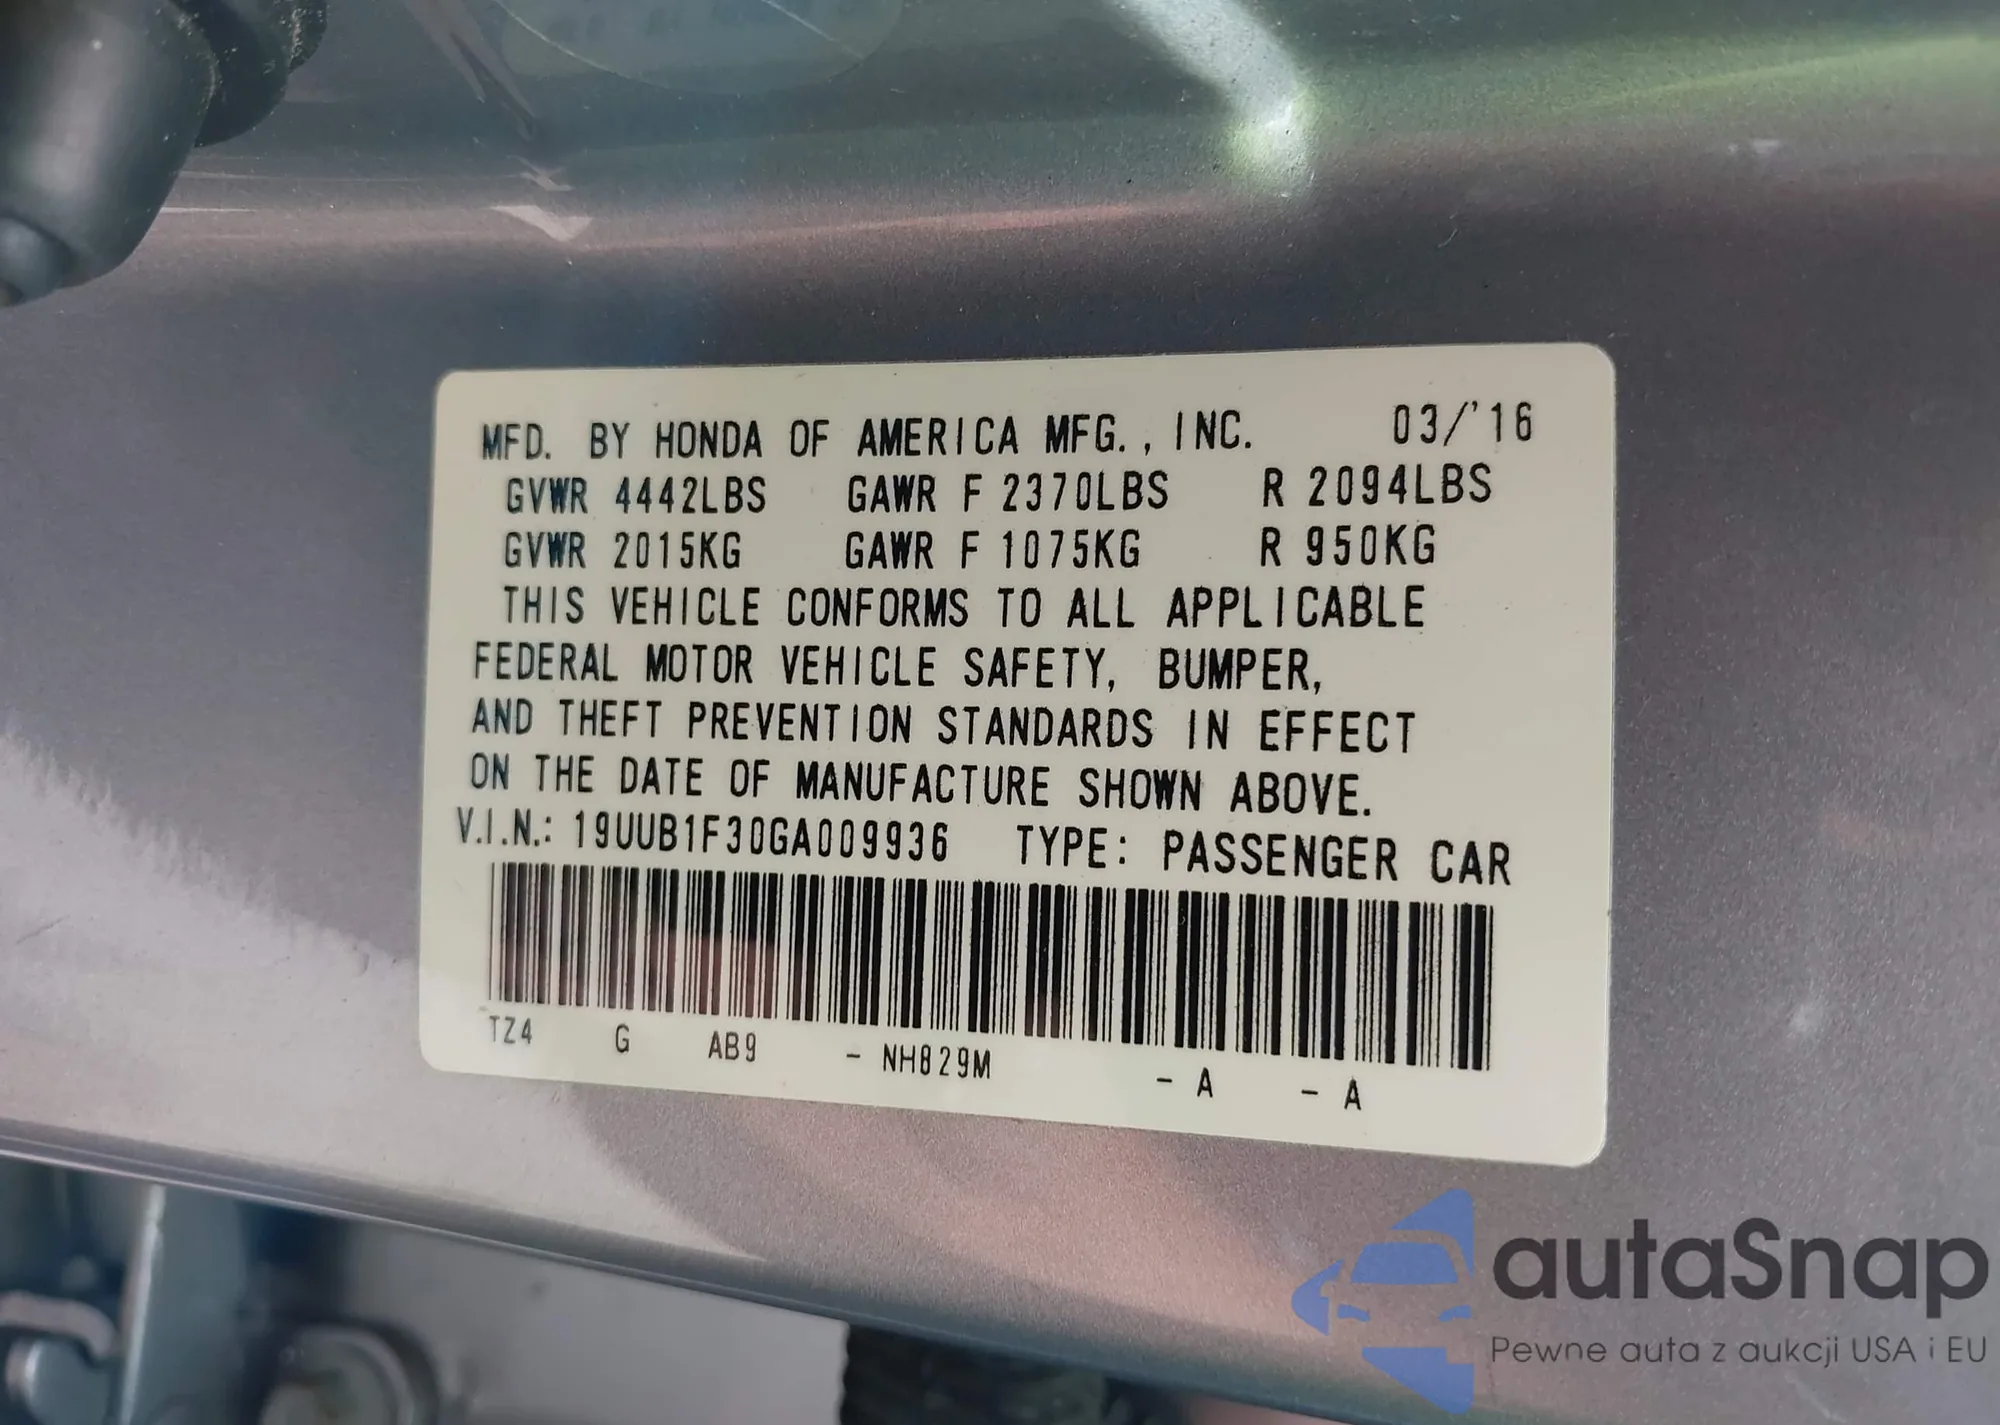 MFD. BY HONDA OF AMERICA MFG., INC. 03/'16
GVWR 4442LBS GAWR F 2370LBS R 2094LBS
GVWR 2015KG GAWR F 1075KG R 950KG
THIS VEHICLE CONFORMS TO ALL APPLICABLE
FEDERAL MOTOR VEHICLE SAFETY, BUMPER,
AND THEFT PREVENTION STANDARDS IN EFFECT
ON THE DATE OF MANUFACTURE SHOWN ABOVE.
V.I.N.: 19UUB1F30GA009936 TYPE: PASSENGER CAR
TZ4 G AB9 - NH829M - A - A
autaSnap
Pewne auta z aukcji USA i EU